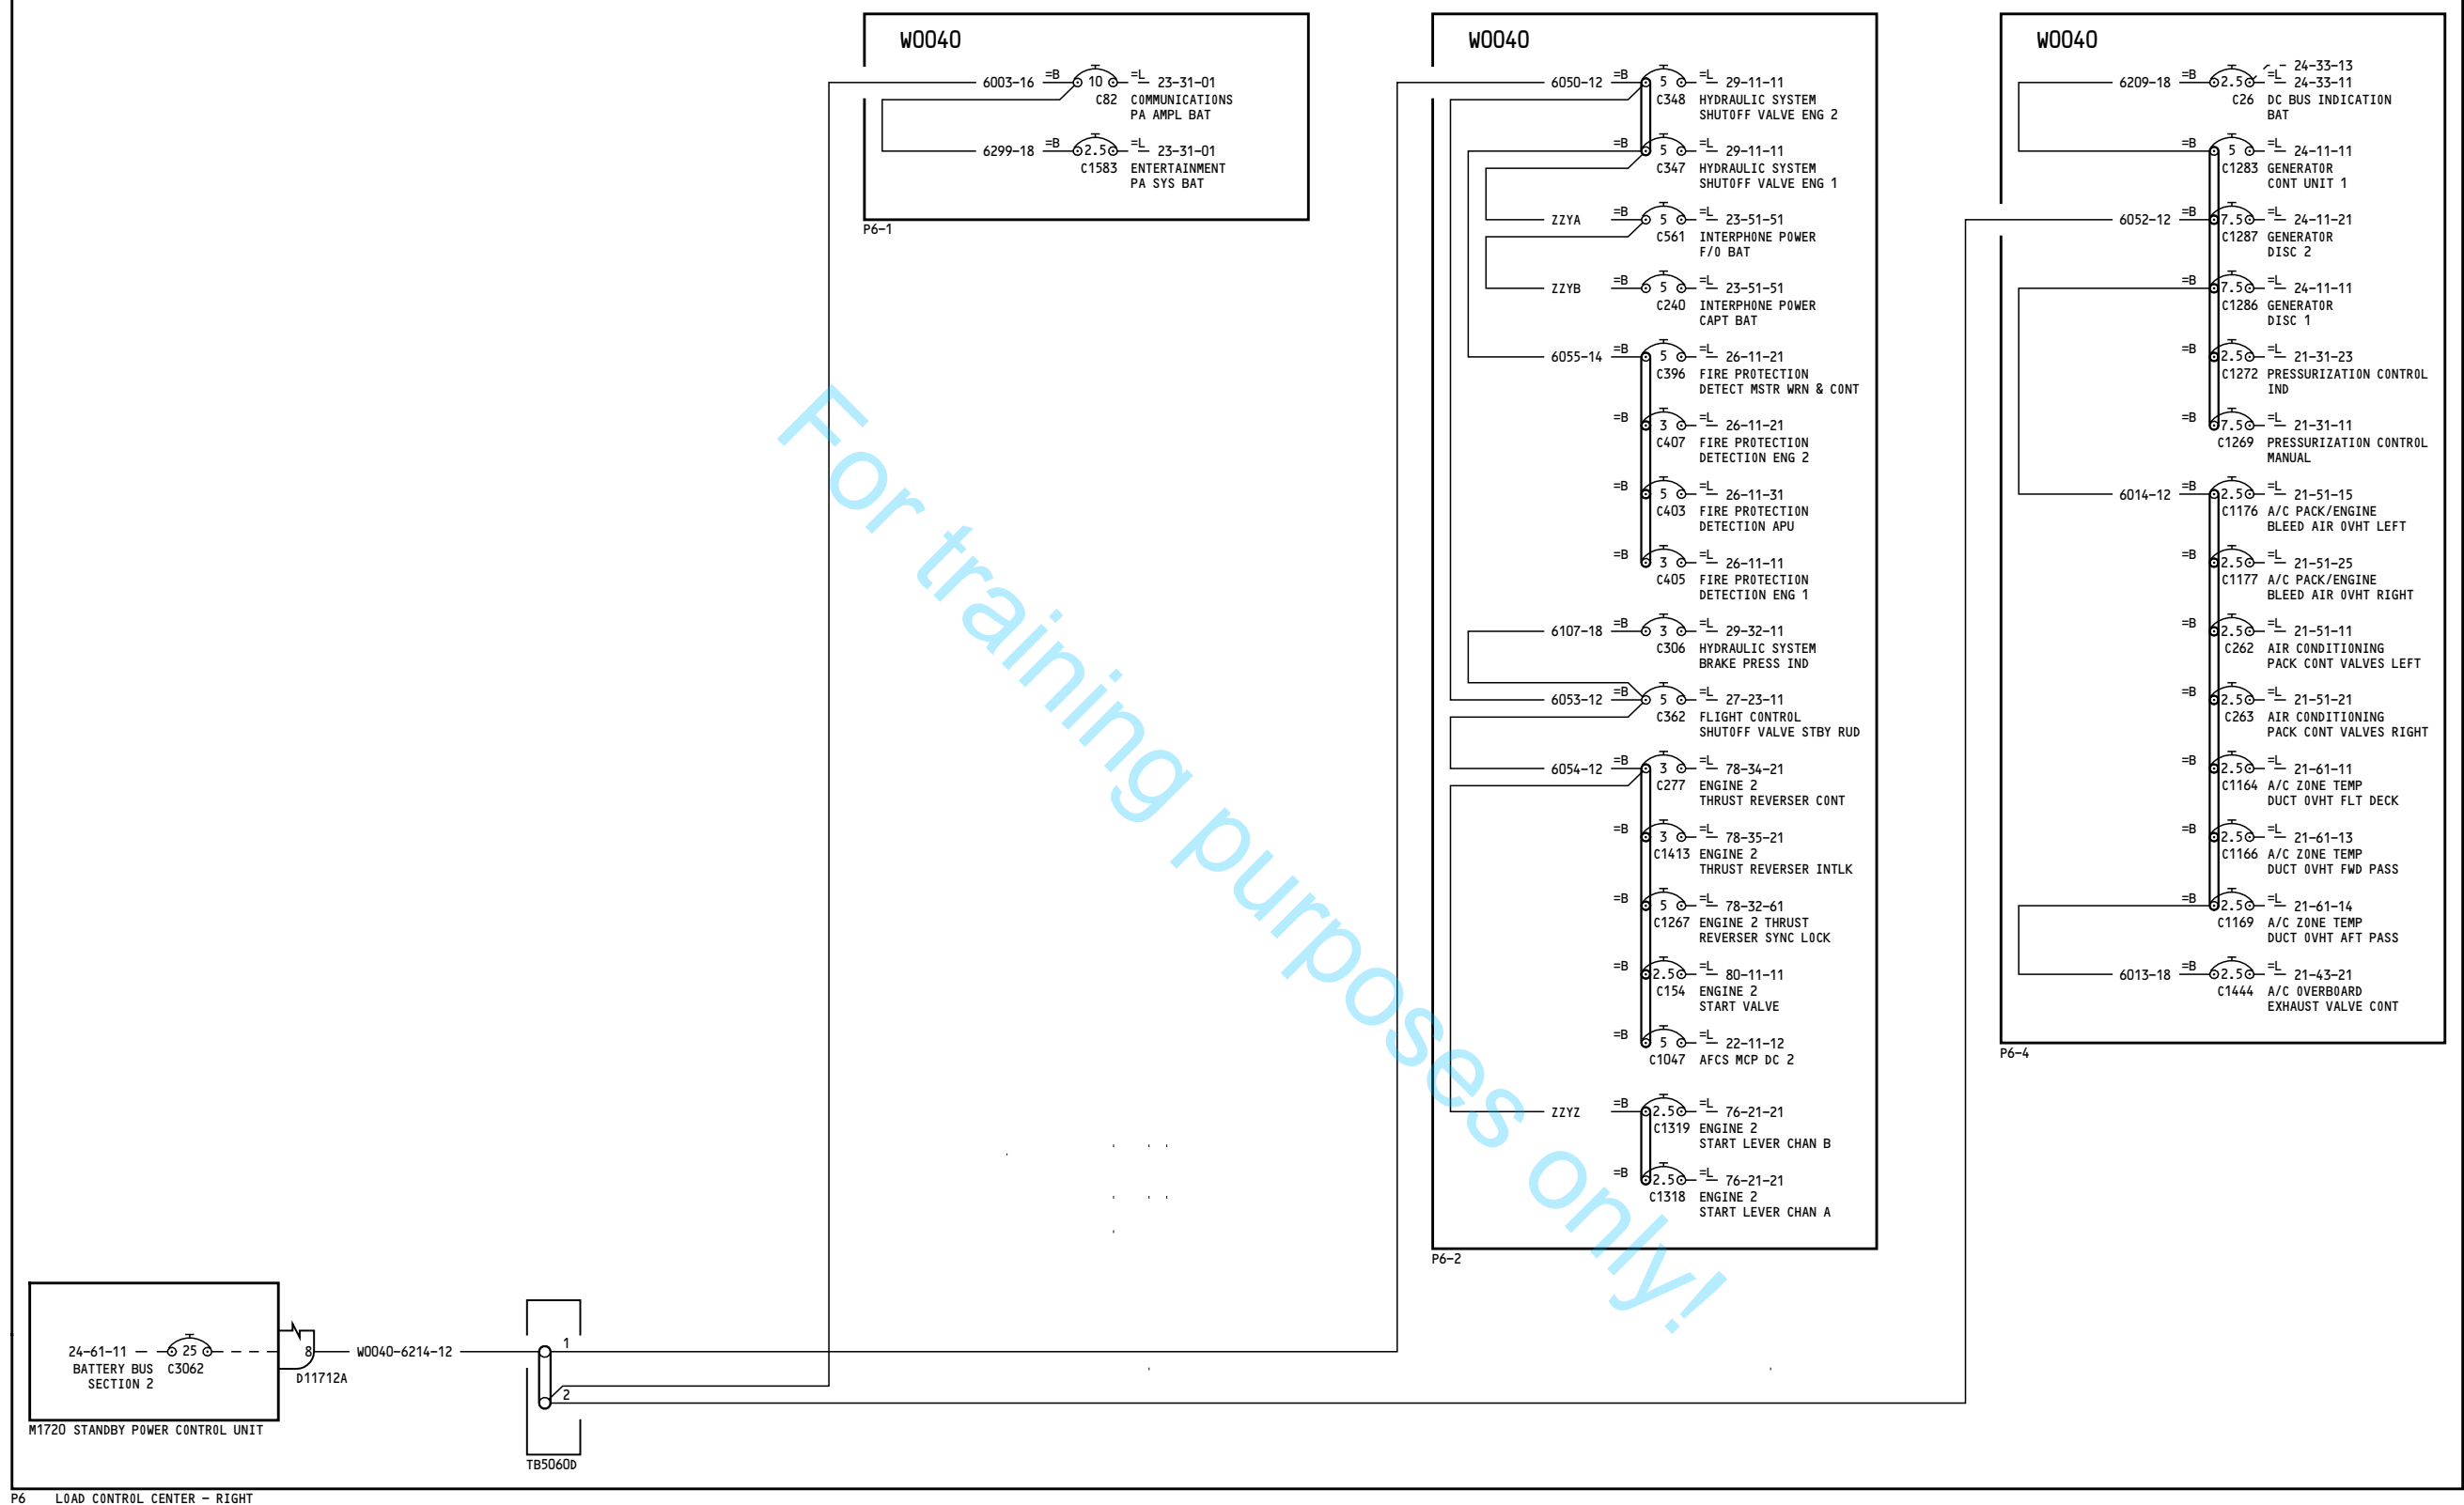 W0040
6003-16 =B 10 =L 23-31-01
C82 COMMUNICATIONS
PA AMPL BAT
6299-18 =B 2.5 =L 23-31-01
C1583 ENTERTAINMENT
PA SYS BAT
P6-1
W0040
6050-12 =B 5 =L 29-11-11
C348 HYDRAULIC SYSTEM
SHUTOFF VALVE ENG 2
=B 5 =L 29-11-11
C347 HYDRAULIC SYSTEM
SHUTOFF VALVE ENG 1
ZZYA =B 5 =L 23-51-51
C561 INTERPHONE POWER
F/O BAT
ZZYB =B 5 =L 23-51-51
C240 INTERPHONE POWER
CAPT BAT
6055-14 =B 5 =L 26-11-21
C396 FIRE PROTECTION
DETECT MSTR WRN & CONT
=B 3 =L 26-11-21
C407 FIRE PROTECTION
DETECTION ENG 2
=B 5 =L 26-11-31
C403 FIRE PROTECTION
DETECTION APU
=B 3 =L 26-11-11
C405 FIRE PROTECTION
DETECTION ENG 1
6107-18 =B 3 =L 29-32-11
C306 HYDRAULIC SYSTEM
BRAKE PRESS IND
6053-12 =B 5 =L 27-23-11
C362 FLIGHT CONTROL
SHUTOFF VALVE STBY RUD
6054-12 =B 3 =L 78-34-21
C277 ENGINE 2
THRUST REVERSER CONT
=B 3 =L 78-35-21
C1413 ENGINE 2
THRUST REVERSER INTLK
=B 5 =L 78-32-61
C1267 ENGINE 2 THRUST
REVERSER SYNC LOCK
=B 2.5 =L 80-11-11
C154 ENGINE 2
START VALVE
=B 5 =L 22-11-12
C1047 AFCS MCP DC 2
ZZYZ =B 2.5 =L 76-21-21
C1319 ENGINE 2
START LEVER CHAN B
=B 2.5 =L 76-21-21
C1318 ENGINE 2
START LEVER CHAN A
P6-2
W0040
24-33-13
6209-18 =B 2.5 =L 24-33-11
C26 DC BUS INDICATION
BAT
=B 5 =L 24-11-11
C1283 GENERATOR
CONT UNIT 1
6052-12 =B 7.5 =L 24-11-21
C1287 GENERATOR
DISC 2
=B 7.5 =L 24-11-11
C1286 GENERATOR
DISC 1
=B 2.5 =L 21-31-23
C1272 PRESSURIZATION CONTROL
IND
=B 7.5 =L 21-31-11
C1269 PRESSURIZATION CONTROL
MANUAL
6014-12 =B 2.5 =L 21-51-15
C1176 A/C PACK/ENGINE
BLEED AIR OVHT LEFT
=B 2.5 =L 21-51-25
C1177 A/C PACK/ENGINE
BLEED AIR OVHT RIGHT
=B 2.5 =L 21-51-11
C262 AIR CONDITIONING
PACK CONT VALVES LEFT
=B 2.5 =L 21-51-21
C263 AIR CONDITIONING
PACK CONT VALVES RIGHT
=B 2.5 =L 21-61-11
C1164 A/C ZONE TEMP
DUCT OVHT FLT DECK
=B 2.5 =L 21-61-13
C1166 A/C ZONE TEMP
DUCT OVHT FWD PASS
=B 2.5 =L 21-61-14
C1169 A/C ZONE TEMP
DUCT OVHT AFT PASS
6013-18 =B 2.5 =L 21-43-21
C1444 A/C OVERBOARD
EXHAUST VALVE CONT
P6-4
For training purposes only!
24-61-11 25 8 W0040-6214-12 1
BATTERY BUS C3062
SECTION 2
D11712A
2
M1720 STANDBY POWER CONTROL UNIT
TB5060D
P6 LOAD CONTROL CENTER - RIGHT